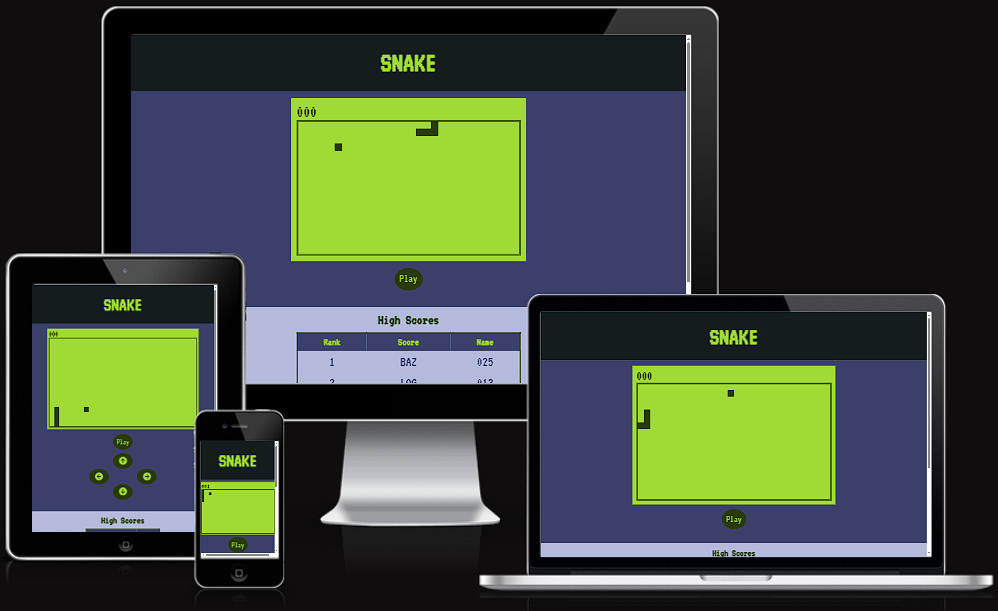 SNAKE
000
Play
High Scores
Rank Score Name
1 BAZ 025
2 LOG 013
SNAKE
000
Play
High Scores
SNAKE
Play
SNAKE
000
Play
High Scores